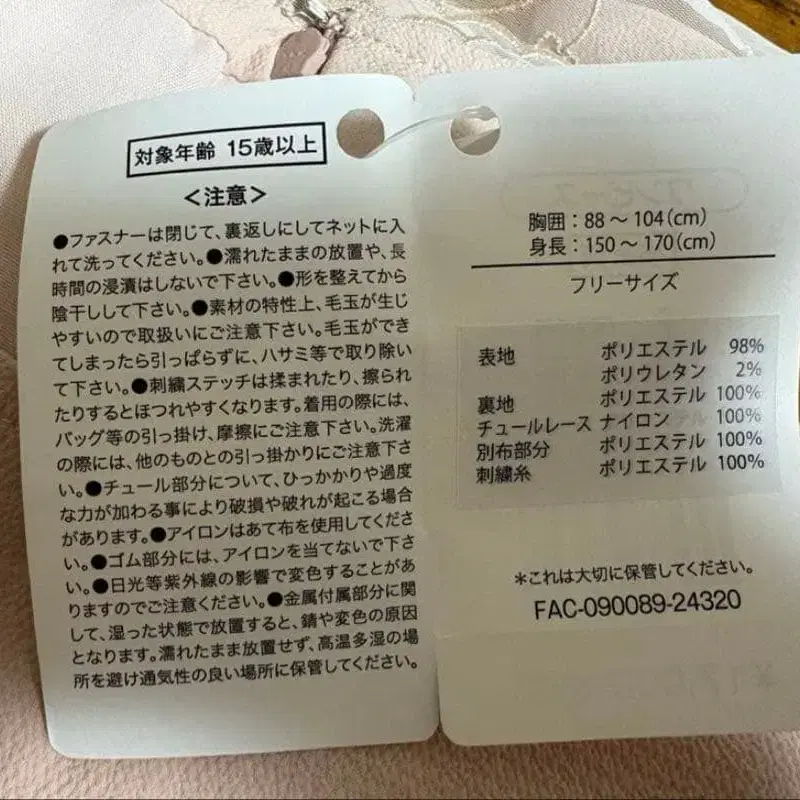 対象年齢 15歳以上
＜注意＞
●ファスナーは閉じて、裏返しにしてネットに入
れて洗ってください。●濡れたままの放置や、長
時間の浸漬はしないで下さい。●形を整えてから
陰干しして下さい。●素材の特性上、毛玉が生じ
やすいので取扱いにご注意下さい。毛玉ができ
てしまったら引っぱらずに、ハサミ等で取り除い
て下さい。●刺繍ステッチは揉まれたり、擦られ
たりするとほつれやすくなります。着用の際には、
バッグ等の引っ掛け、摩擦にご注意下さい。洗濯
の際には、他のものとの引っ掛かりにご注意下さ
い。●チュール部分について、ひっかかりや過度
な力が加わる事により破損や破れが起こる場合
があります。●アイロンはあて布を使用してくださ
い。●ゴム部分には、アイロンを当てないで下さ
い。●日光等紫外線の影響で変色することがあ
りますのでご注意ください。●金属付属部分に関
して、湿った状態で放置すると、錆や変色の原因
となります。濡れたまま放置せず、高温多湿の場
所を避け通気性の良い場所に保管してください。
ワンピース
胸囲：88～104(cm)
身長：150～170(cm)
フリーサイズ
表地 ポリエステル 98%
ポリウレタン 2%
裏地 ポリエステル 100%
チュールレース ナイロン 100%
別布部分 ポリエステル 100%
刺繍糸 ポリエステル 100%
＊これは大切に保管してください。
FAC-090089-24320